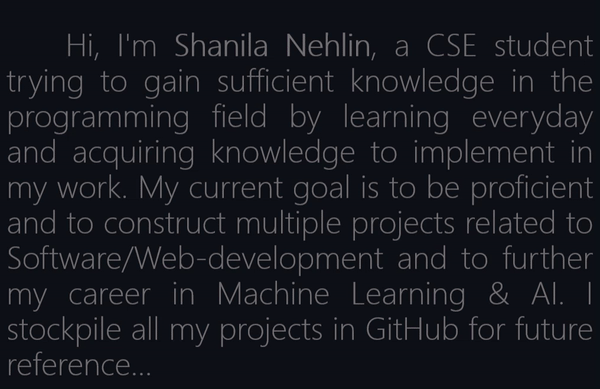 Hi, I'm Shanila Nehlin, a CSE student
trying to gain sufficient knowledge in the
programming field by learning everyday
and acquiring knowledge to implement in
my work. My current goal is to be proficient
and to construct multiple projects related to
Software/Web-development and to further
my career in Machine Learning & AI. I
stockpile all my projects in GitHub for future
reference...